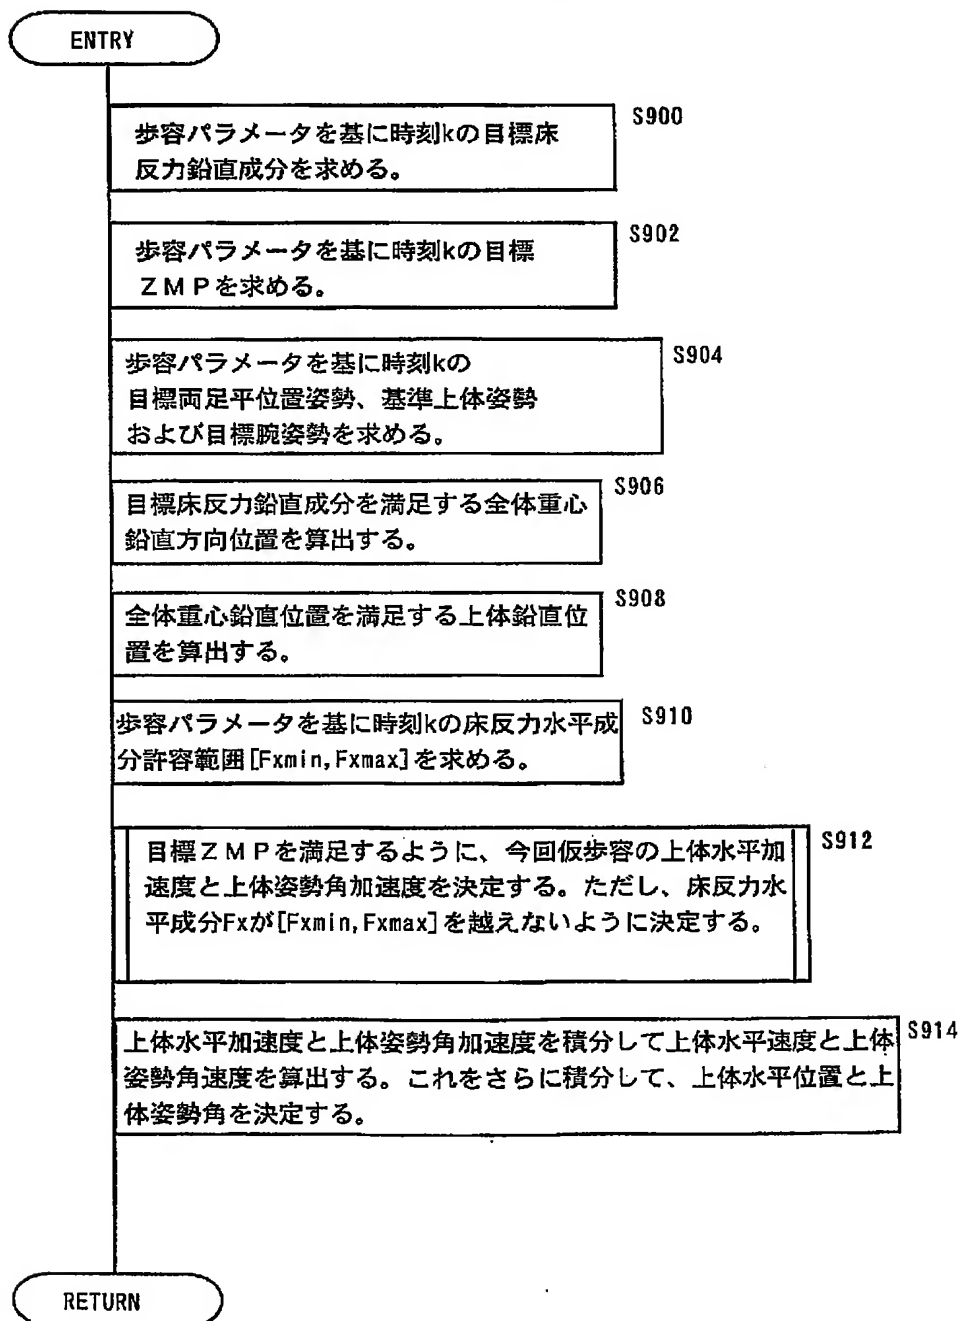 ENTRY
S900
歩容パラメータを基に時刻kの目標床
反力鉛直成分を求める。
S902
歩容パラメータを基に時刻kの目標
ZMPを求める。
S904
歩容パラメータを基に時刻kの
目標両足平位置姿勢、基準上体姿勢
および目標腕姿勢を求める。
S906
目標床反力鉛直成分を満足する全体重心
鉛直方向位置を算出する。
S908
全体重心鉛直位置を満足する上体鉛直位
置を算出する。
S910
歩容パラメータを基に時刻kの床反力水平成
分許容範囲[Fxmin,Fxmax]を求める。
S912
目標ZMPを満足するように、今回仮歩容の上体水平加
速度と上体姿勢角加速度を決定する。ただし、床反力水
平成分Fxが[Fxmin,Fxmax]を越えないように決定する。
S914
上体水平加速度と上体姿勢角加速度を積分して上体水平速度と上体
姿勢角速度を算出する。これをさらに積分して、上体水平位置と上
体姿勢角を決定する。
RETURN